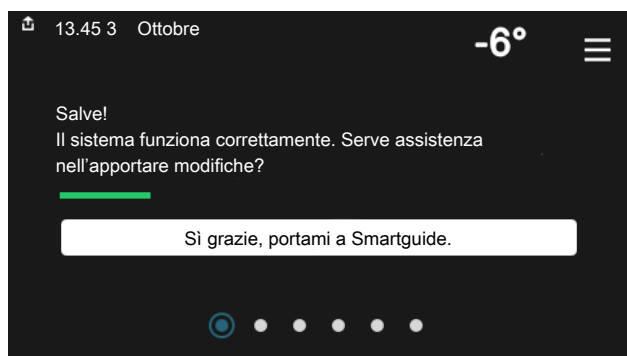 13.45 3 Ottobre
-6°
Salve!
Il sistema funziona correttamente. Serve assistenza
nell'apportare modifiche?
Sì grazie, portami a Smartguide.